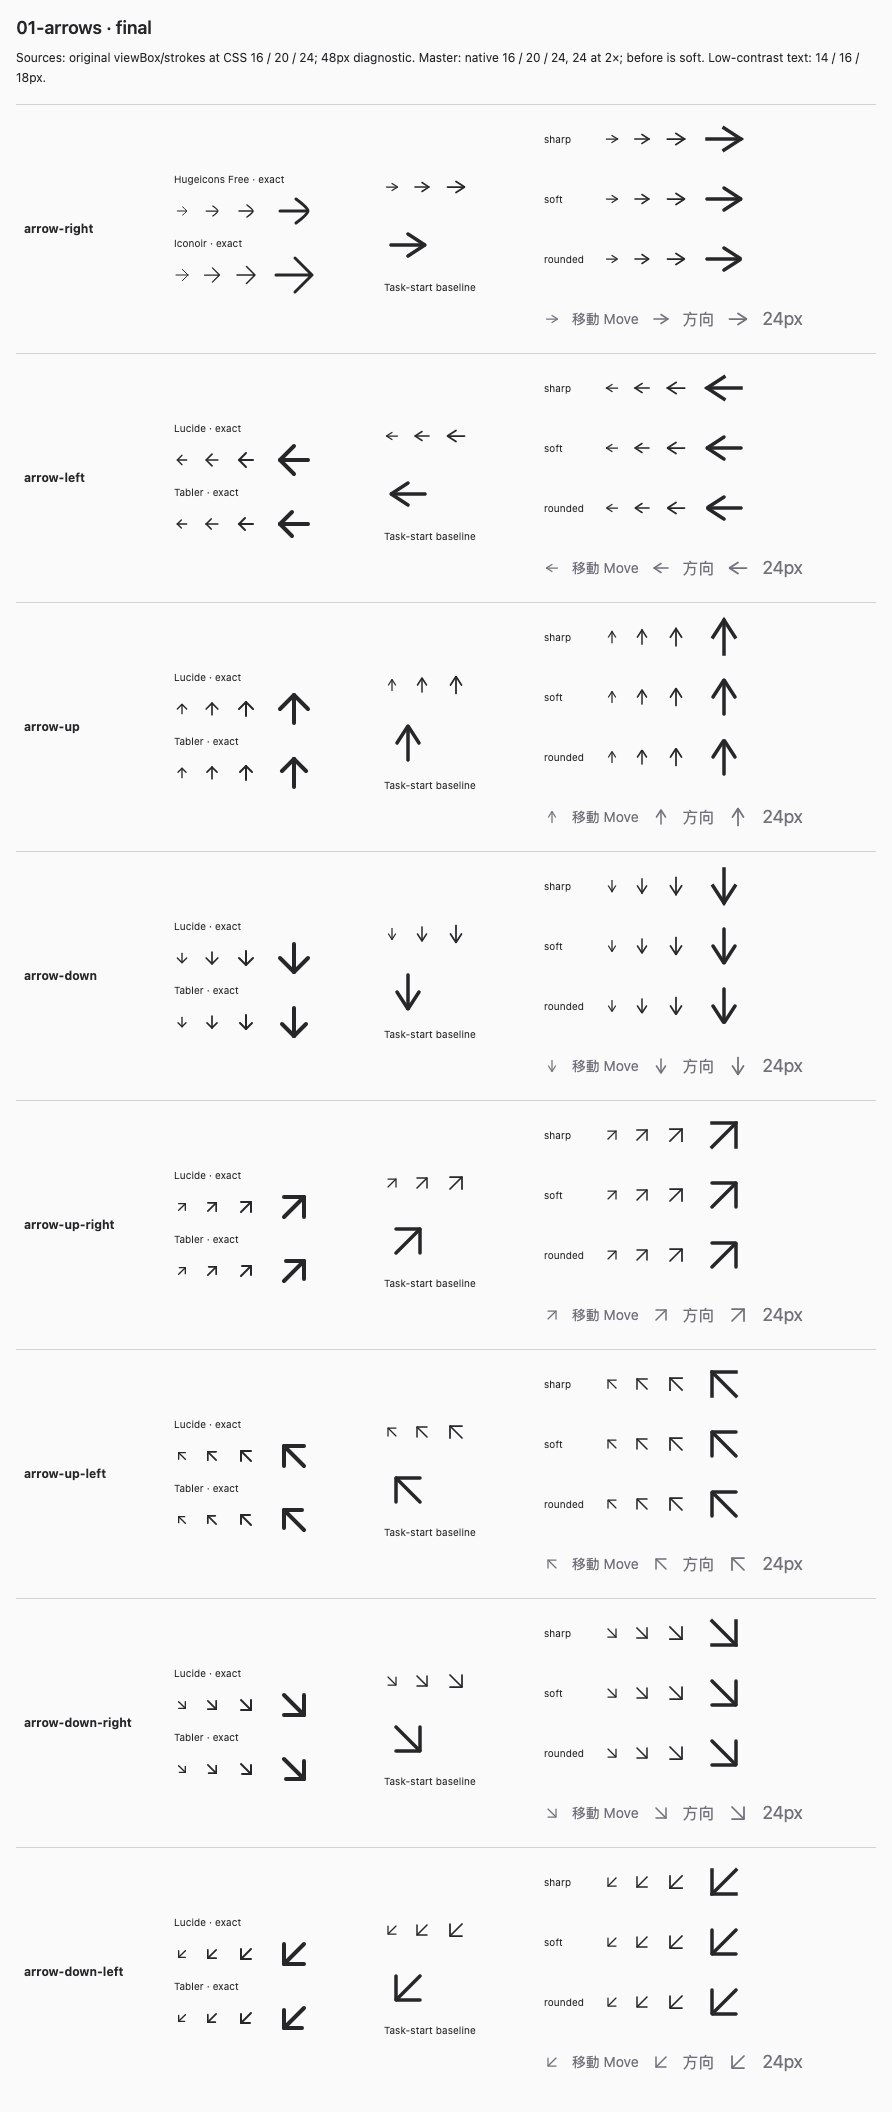 01-arrows · final
Sources: original viewBox/strokes at CSS 16 / 20 / 24; 48px diagnostic. Master: native 16 / 20 / 24, 24 at 2×; before is soft. Low-contrast text: 14 / 16 /
18px.
arrow-right
Hugeicons Free · exact
Iconoir · exact
Task-start baseline
sharp
soft
rounded
移動 Move 方向 24px
arrow-left
Lucide · exact
Tabler · exact
Task-start baseline
sharp
soft
rounded
移動 Move 方向 24px
arrow-up
Lucide · exact
Tabler · exact
Task-start baseline
sharp
soft
rounded
移動 Move 方向 24px
arrow-down
Lucide · exact
Tabler · exact
Task-start baseline
sharp
soft
rounded
移動 Move 方向 24px
arrow-up-right
Lucide · exact
Tabler · exact
Task-start baseline
sharp
soft
rounded
移動 Move 方向 24px
arrow-up-left
Lucide · exact
Tabler · exact
Task-start baseline
sharp
soft
rounded
移動 Move 方向 24px
arrow-down-right
Lucide · exact
Tabler · exact
Task-start baseline
sharp
soft
rounded
移動 Move 方向 24px
arrow-down-left
Lucide · exact
Tabler · exact
Task-start baseline
sharp
soft
rounded
移動 Move 方向 24px